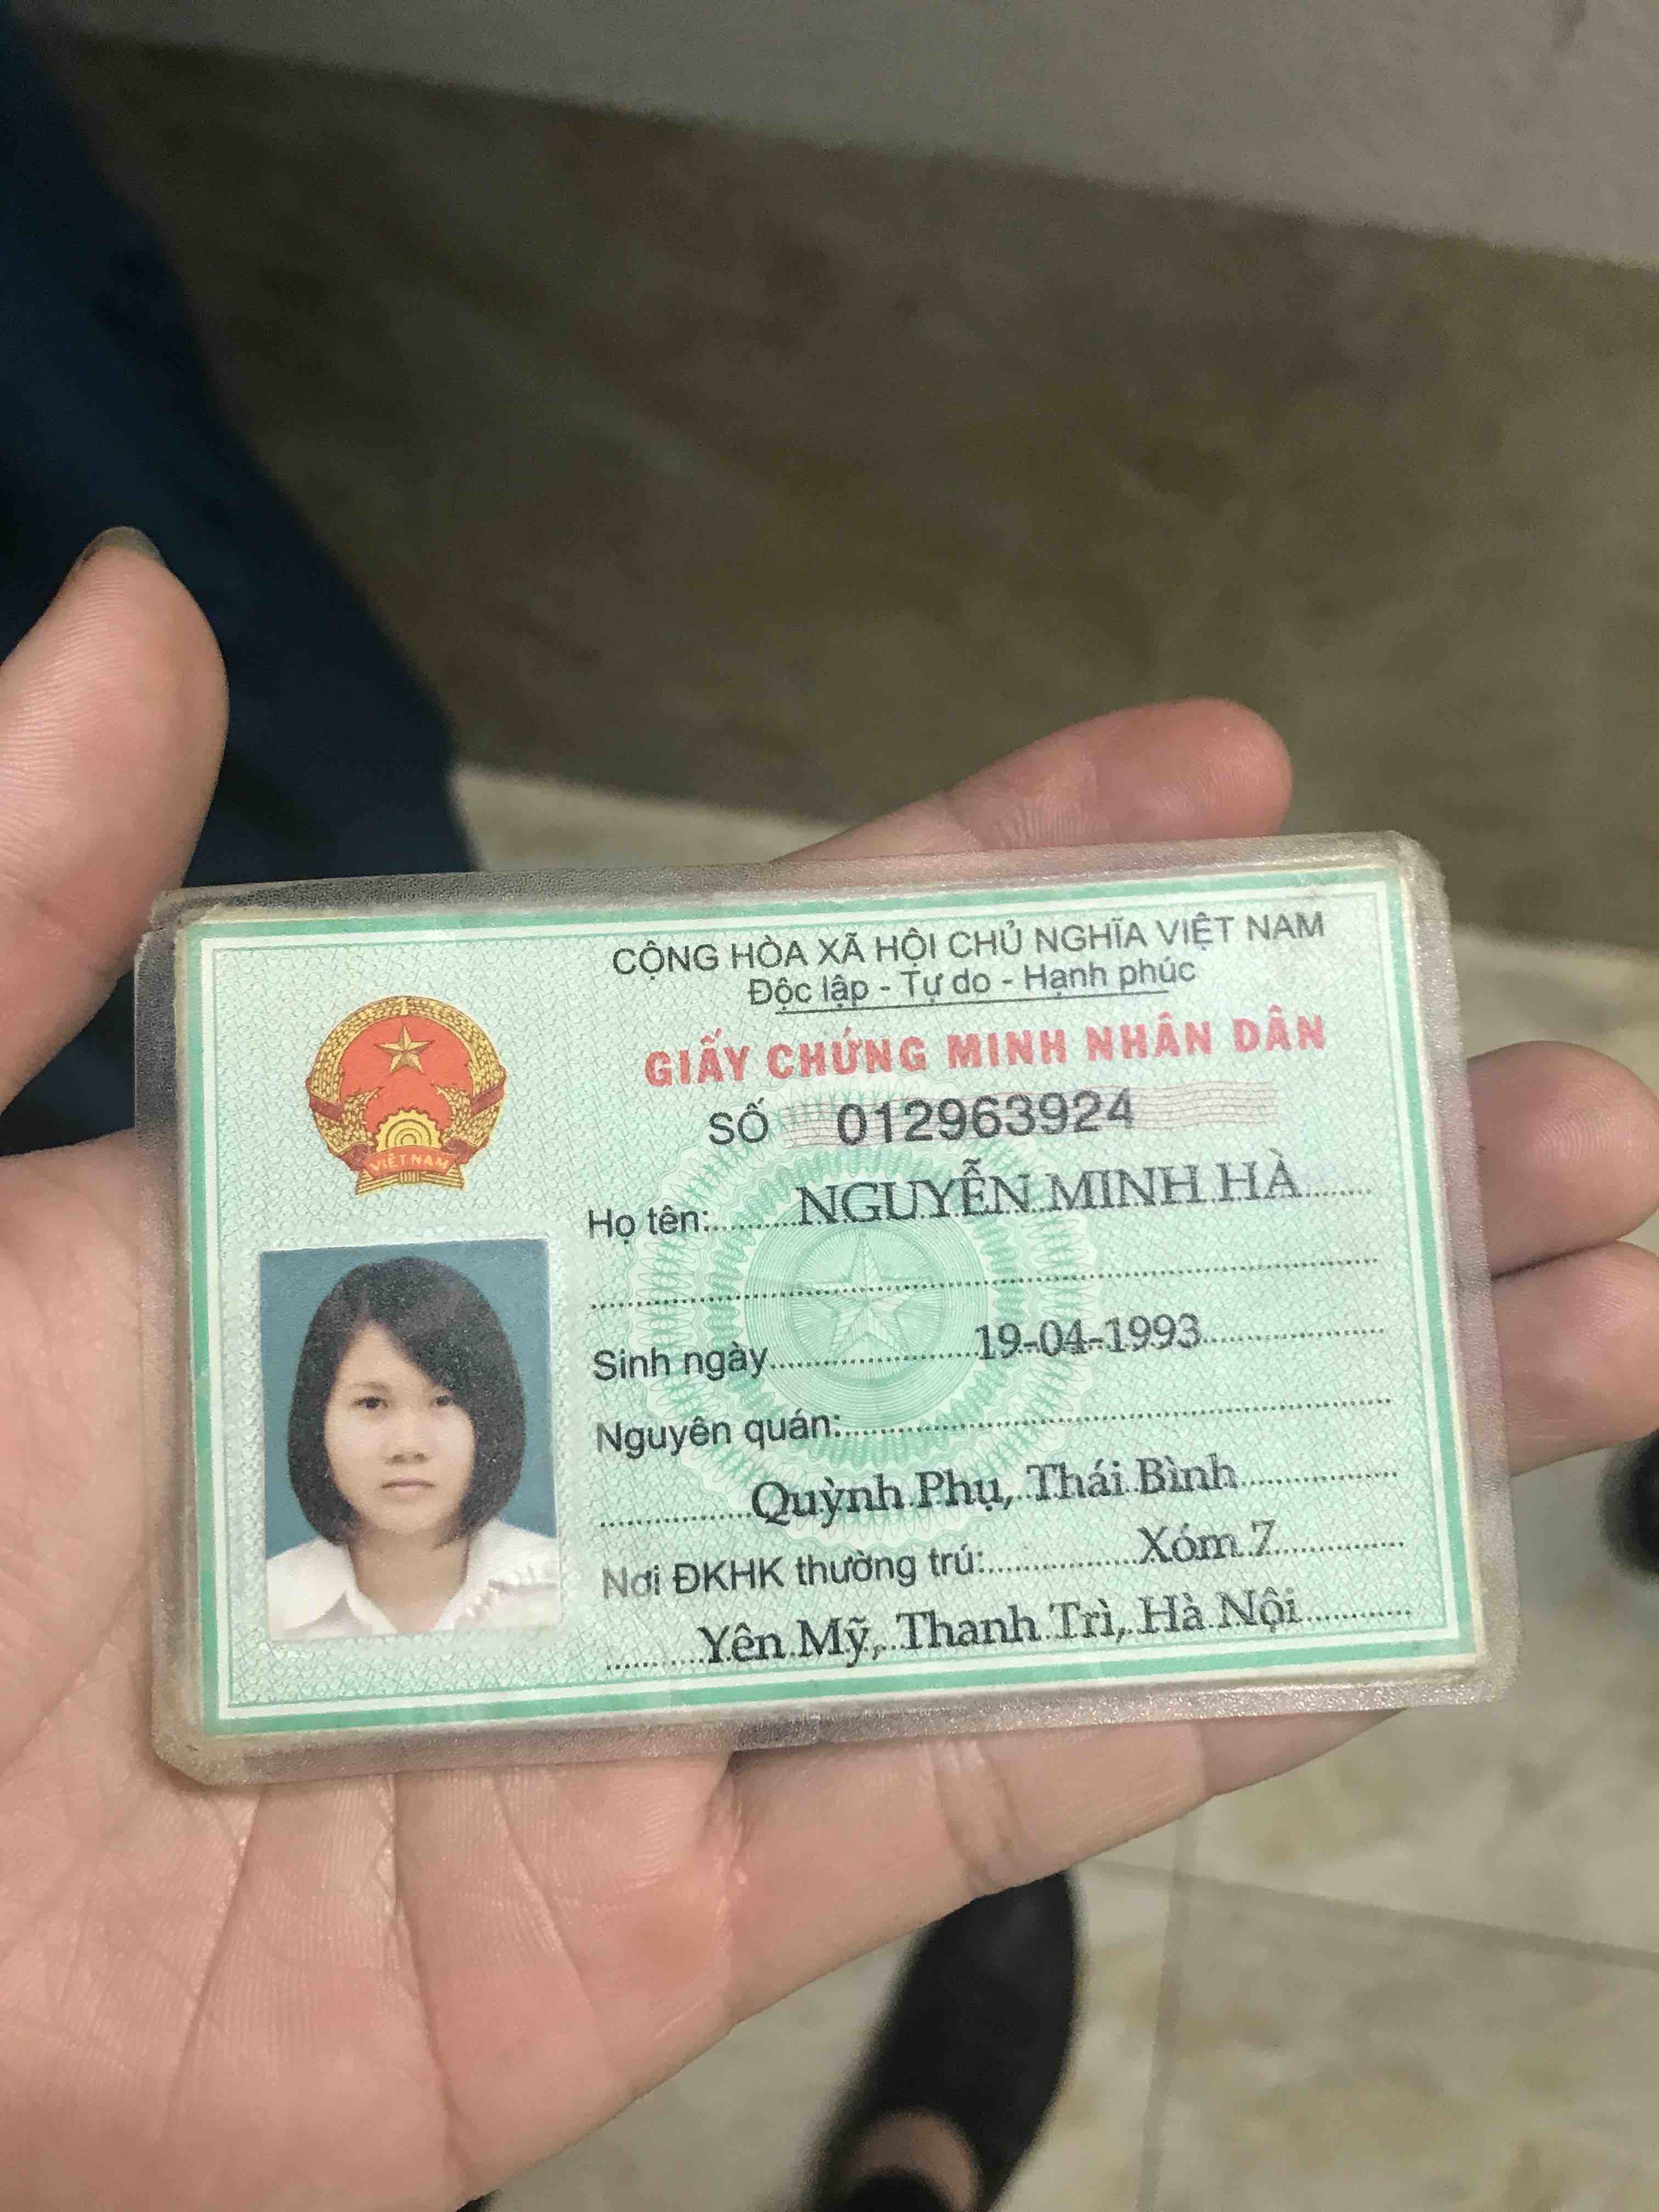 CỘNG HÒA XÃ HỘI CHỦ NGHĨA VIỆT NAM
Độc lập - Tự do - Hạnh phúc
GIẤY CHỨNG MINH NHÂN DÂN
SỐ 012963924
Họ tên: NGUYỄN MINH HÀ
Sinh ngày 19-04-1993
Nguyên quán:
Quỳnh Phụ, Thái Bình
Nơi ĐKHK thường trú: Xóm 7
Yên Mỹ, Thanh Trì, Hà Nội
VIỆT NAM